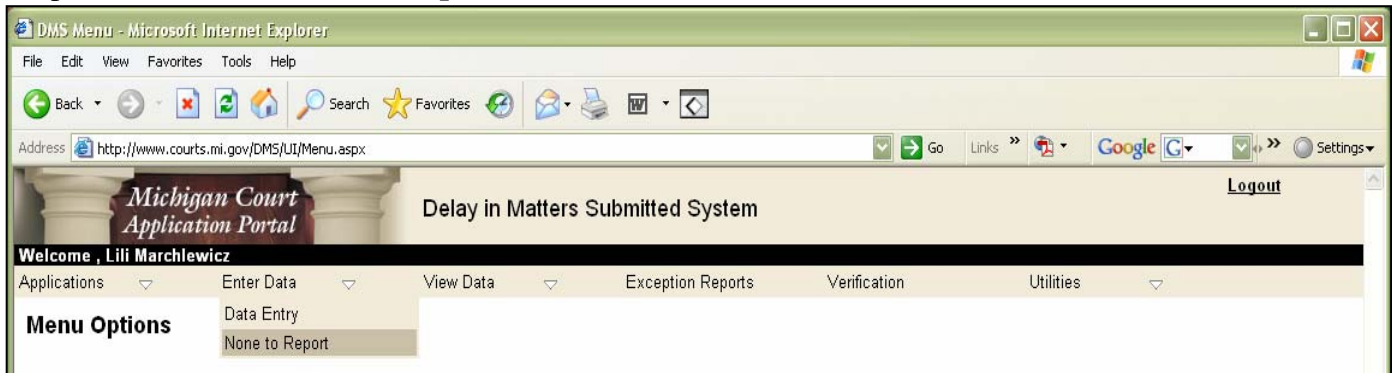 DMS Menu - Microsoft Internet Explorer
File Edit View Favorites Tools Help
Back Search Favorites W
Address http://www.courts.mi.gov/DMS/UI/Menu.aspx Go Links » Google G »  Settings
Michigan Court
Application Portal
Delay in Matters Submitted System
Logout
Welcome , Lili Marchlewicz
Applications Enter Data View Data Exception Reports Verification Utilities
Menu Options
Data Entry
None to Report